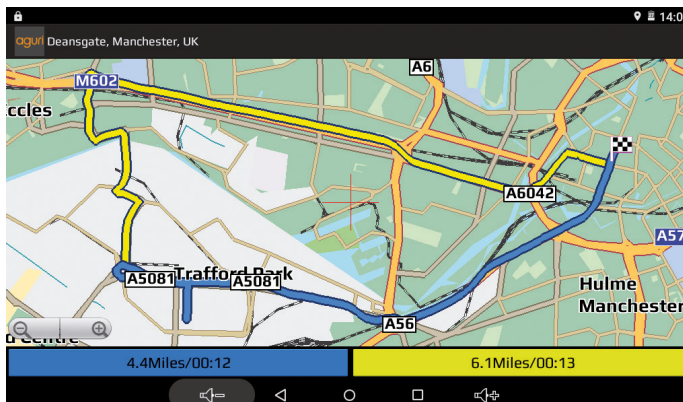 14:0
aguri Deansgate, Manchester, UK
A6
M602
ccles
A6042
A57
A5081 Trafford Park
A5081
Hulme
Manchester
A56
d Centre
4.4Miles/00:12 6.1Miles/00:13